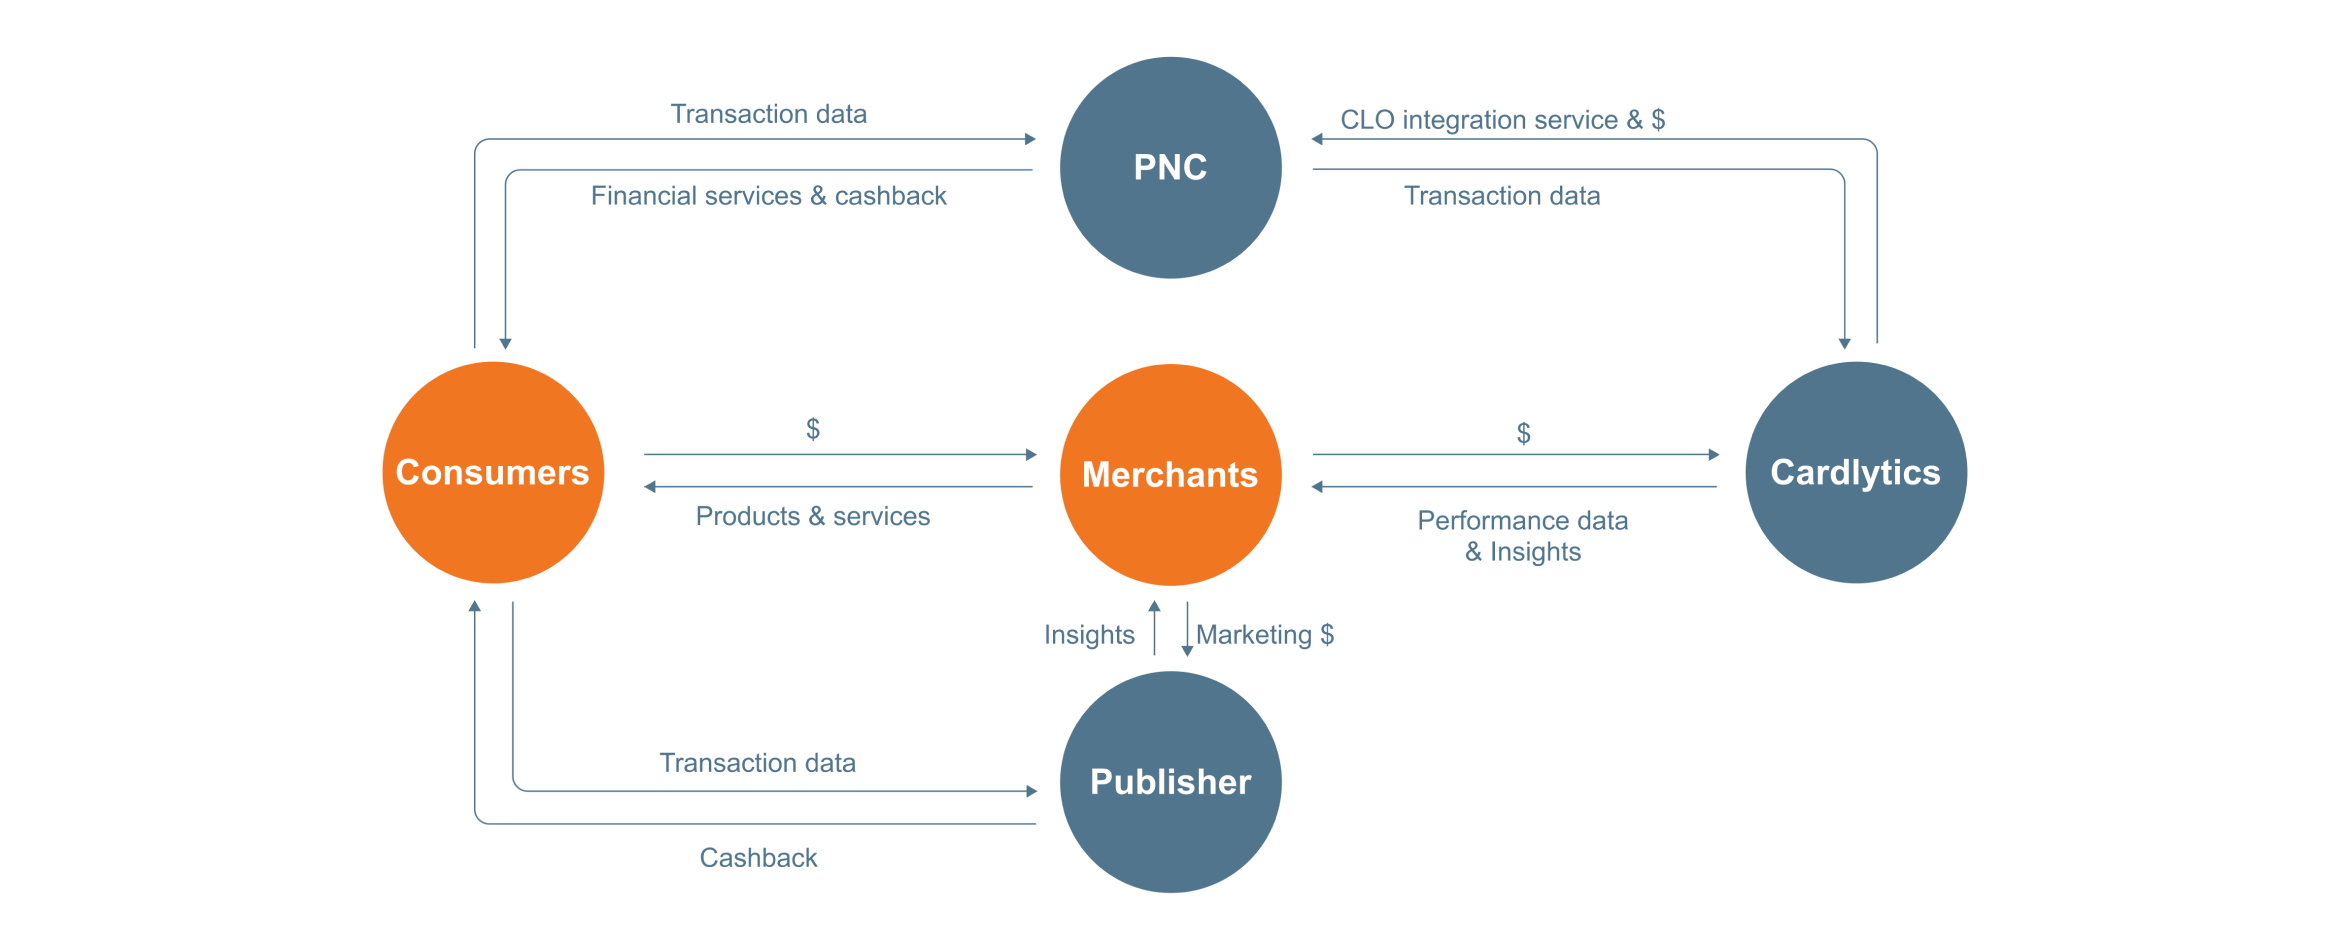 Transaction data
CLO integration service & $
PNC
Financial services & cashback
Transaction data
$
$
Consumers
Merchants
Cardlytics
Products & services
Performance data
& Insights
Insights
Marketing $
Transaction data
Publisher
Cashback